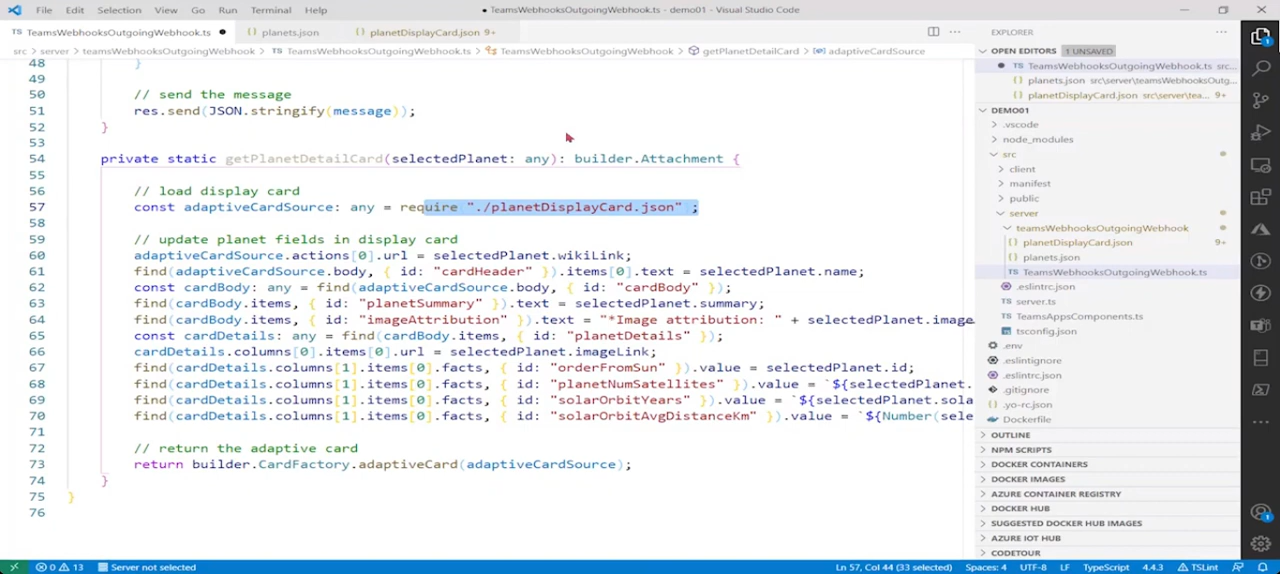 File Edit Selection View Go Run Terminal Help ● TeamsWebhooksOutgoingWebhook.ts - demo01 - Visual Studio Code
TS TeamsWebhooksOutgoingWebhook.ts ● {} planets.json {} planetDisplayCard.json 9+
src > server > teamsWebhooksOutgoingWebhook > TS TeamsWebhooksOutgoingWebhook.ts > TeamsWebhooksOutgoingWebhook > getPlanetDetailCard > adaptiveCardSource
48 }
49
50 // send the message
51 res.send(JSON.stringify(message));
52 }
53
54 private static getPlanetDetailCard(selectedPlanet: any): builder.Attachment {
55
56 // load display card
57 const adaptiveCardSource: any = require "./planetDisplayCard.json" ;
58
59 // update planet fields in display card
60 adaptiveCardSource.actions[0].url = selectedPlanet.wikiLink;
61 find(adaptiveCardSource.body, { id: "cardHeader" }).items[0].text = selectedPlanet.name;
62 const cardBody: any = find(adaptiveCardSource.body, { id: "cardBody" });
63 find(cardBody.items, { id: "planetSummary" }).text = selectedPlanet.summary;
64 find(cardBody.items, { id: "imageAttribution" }).text = "*Image attribution: " + selectedPlanet.image
65 const cardDetails: any = find(cardBody.items, { id: "planetDetails" });
66 cardDetails.columns[0].items[0].url = selectedPlanet.imageLink;
67 find(cardDetails.columns[1].items[0].facts, { id: "orderFromSun" }).value = selectedPlanet.id;
68 find(cardDetails.columns[1].items[0].facts, { id: "planetNumSatellites" }).value = `${selectedPlanet.
69 find(cardDetails.columns[1].items[0].facts, { id: "solarOrbitYears" }).value = `${selectedPlanet.sola
70 find(cardDetails.columns[1].items[0].facts, { id: "solarOrbitAvgDistanceKm" }).value = `${Number(sele
71
72 // return the adaptive card
73 return builder.CardFactory.adaptiveCard(adaptiveCardSource);
74 }
75 }
76
EXPLORER
OPEN EDITORS 1 UNSAVED
● TS TeamsWebhooksOutgoingWebhook.ts src...
{} planets.json src\server\teamsWebhooksOutg...
{} planetDisplayCard.json src\server\tea... 9+
DEMO01
.vscode
node_modules
src
client
manifest
public
server
teamsWebhooksOutgoingWebhook
{} planetDisplayCard.json 9+
{} planets.json
TS TeamsWebhooksOutgoingWebhook.ts
.eslintrc.json
TS server.ts
TS TeamsAppsComponents.ts
tsconfig.json
.env
.eslintignore
.eslintrc.json
.gitignore
{} .yo-rc.json
Dockerfile
OUTLINE
NPM SCRIPTS
DOCKER CONTAINERS
DOCKER IMAGES
AZURE CONTAINER REGISTRY
DOCKER HUB
SUGGESTED DOCKER HUB IMAGES
AZURE IOT HUB
CODETOUR
0 13 Server not selected Ln 57, Col 44 (33 selected) Spaces: 4 UTF-8 LF TypeScript 4.4.3 TSLint